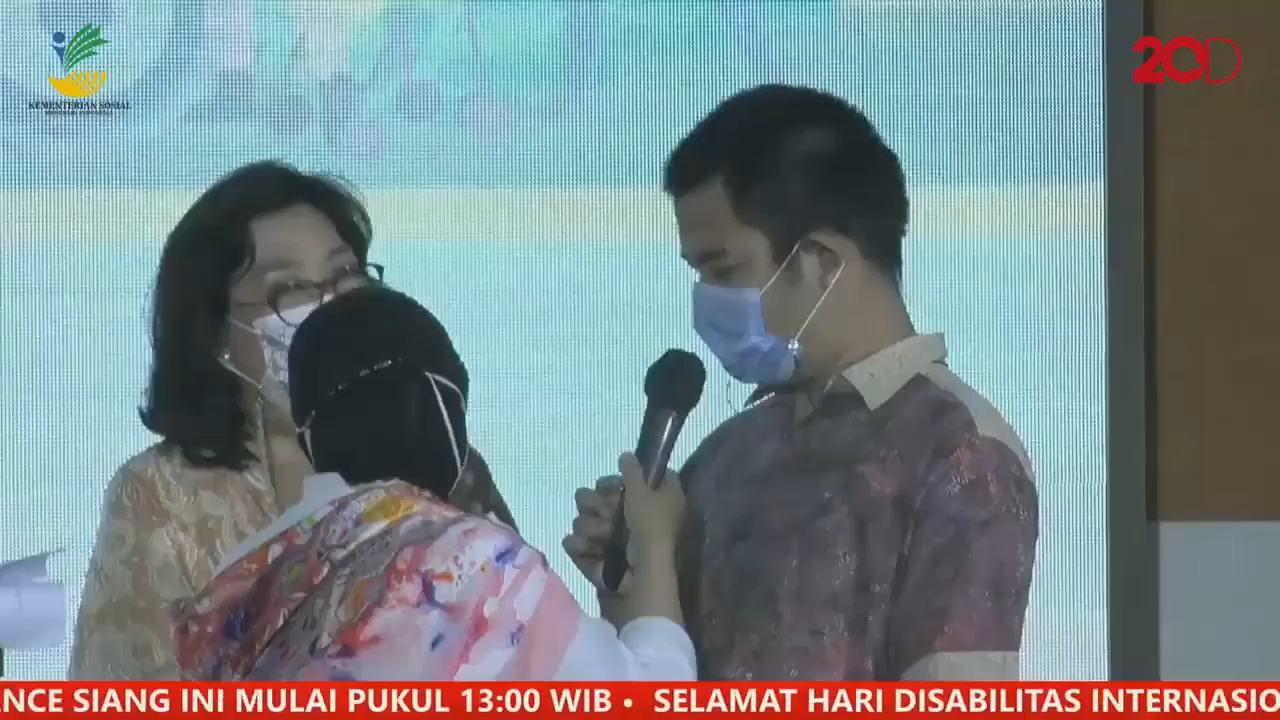 KEMENTERIAN SOSIAL
20D
NCE SIANG INI MULAI PUKUL 13:00 WIB • SELAMAT HARI DISABILITAS INTERNASIO